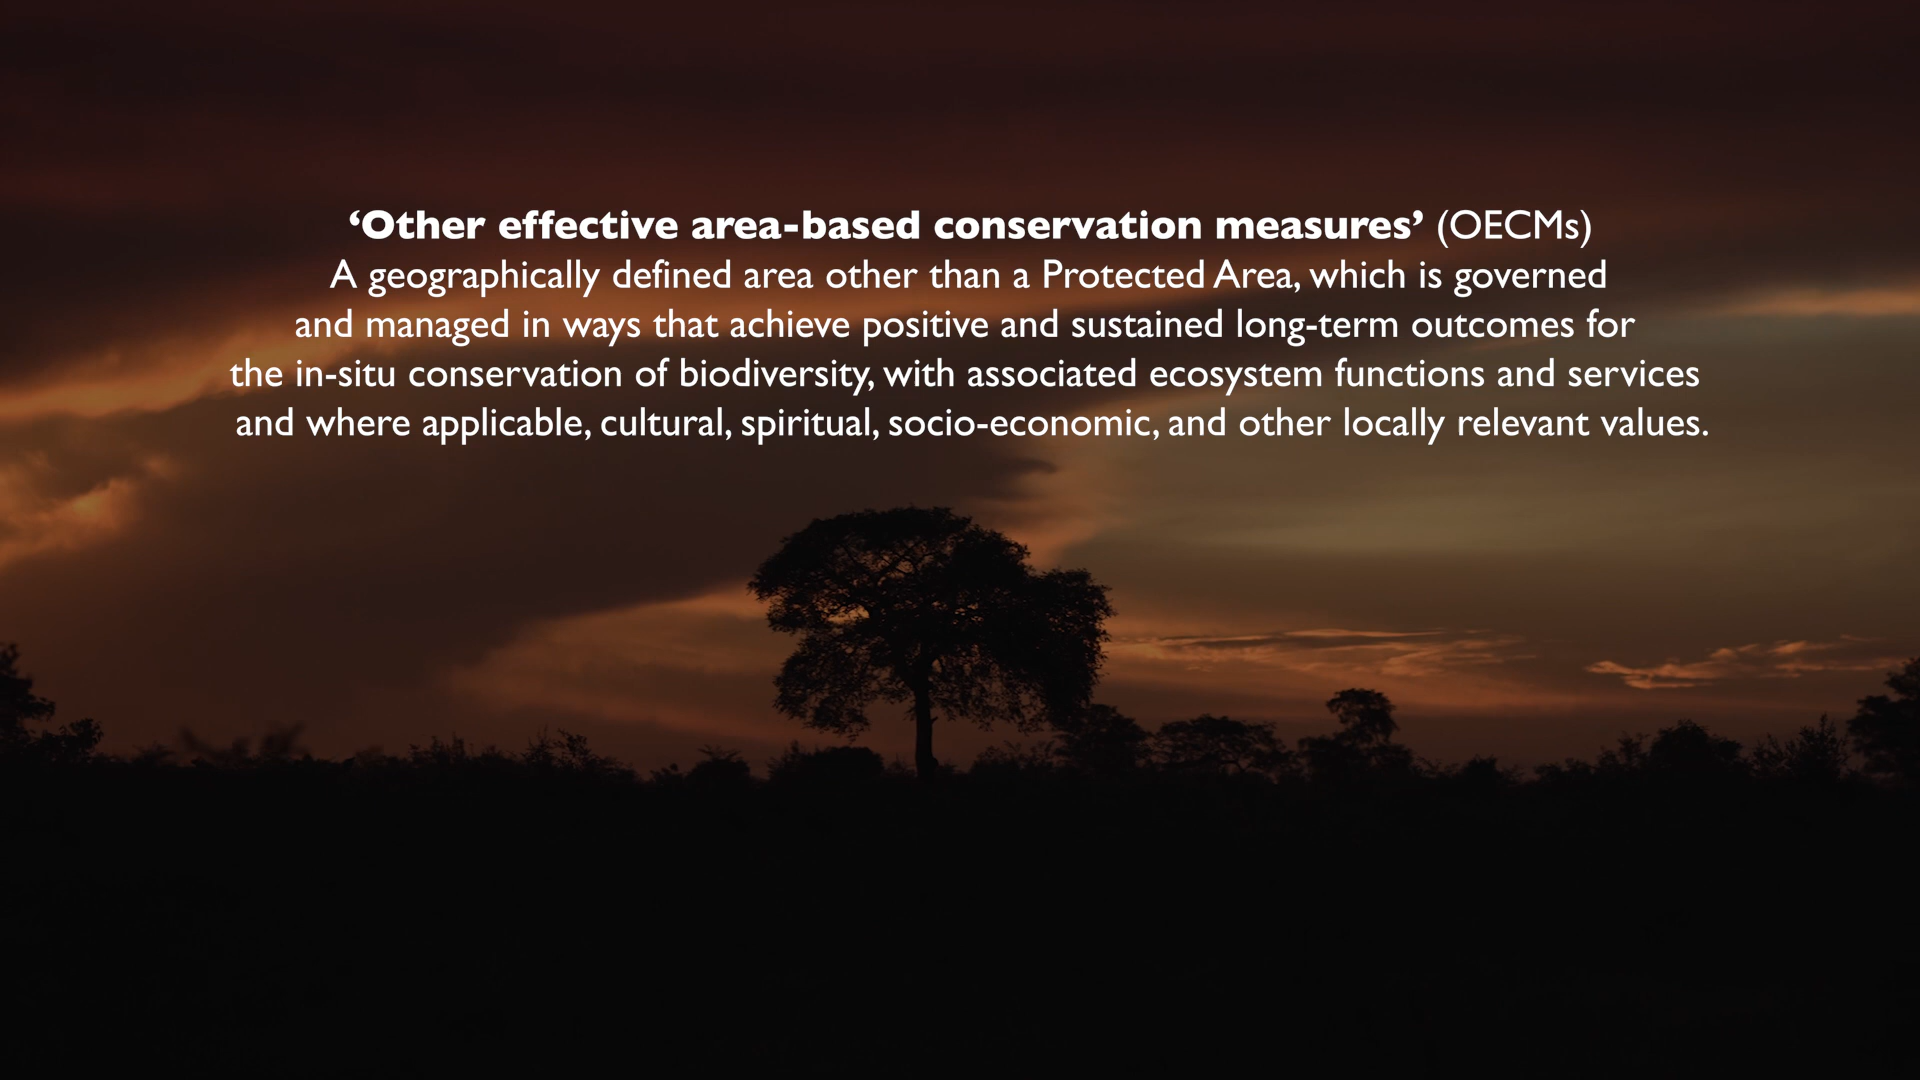 ‘Other effective area-based conservation measures’ (OECMs)
A geographically defined area other than a Protected Area, which is governed
and managed in ways that achieve positive and sustained long-term outcomes for
the in-situ conservation of biodiversity, with associated ecosystem functions and services
and where applicable, cultural, spiritual, socio-economic, and other locally relevant values.